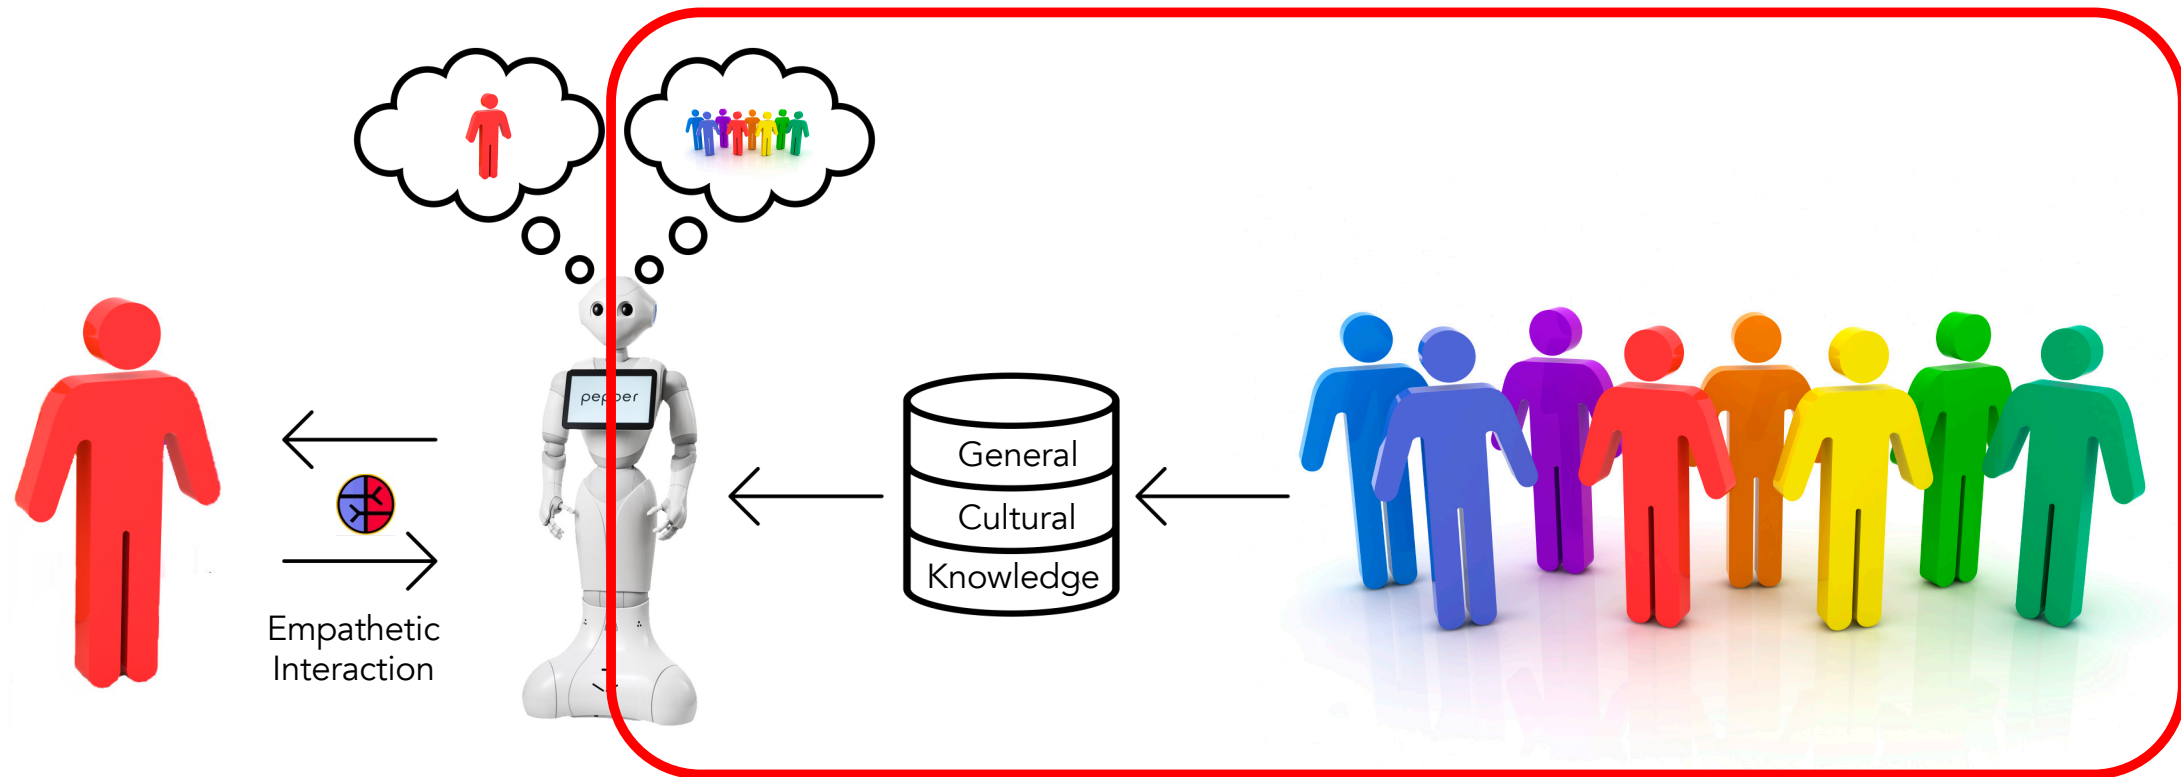 pepper
General
Cultural
Knowledge
Empathetic
Interaction